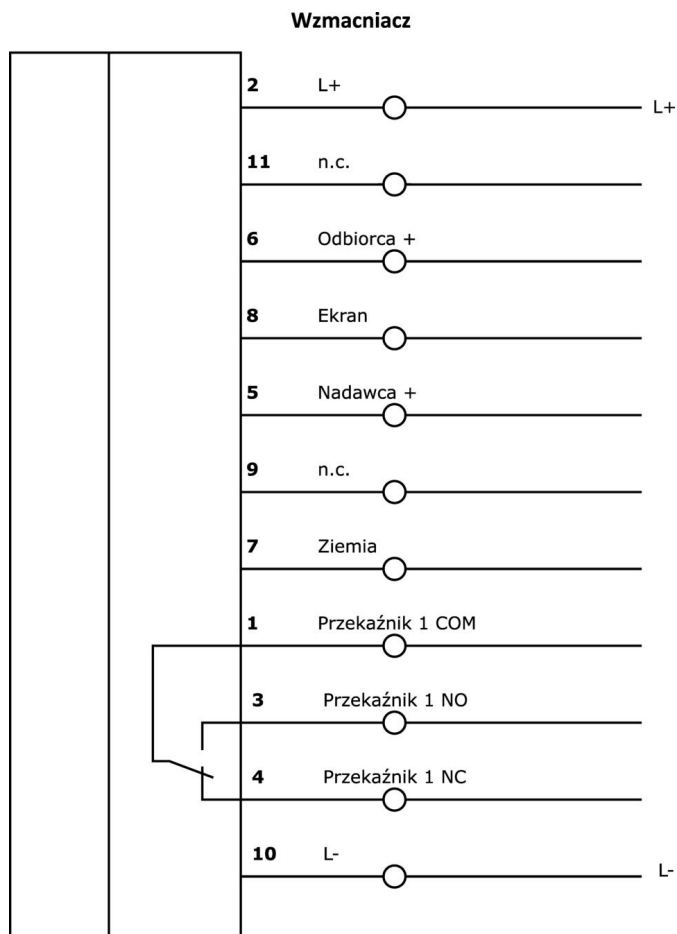 Wzmacniacz
2 L+
L+
11 n.c.
6 Odbiorca +
8 Ekran
5 Nadawca +
9 n.c.
7 Ziemia
1 Przekaźnik 1 COM
3 Przekaźnik 1 NO
4 Przekaźnik 1 NC
10 L-
L-